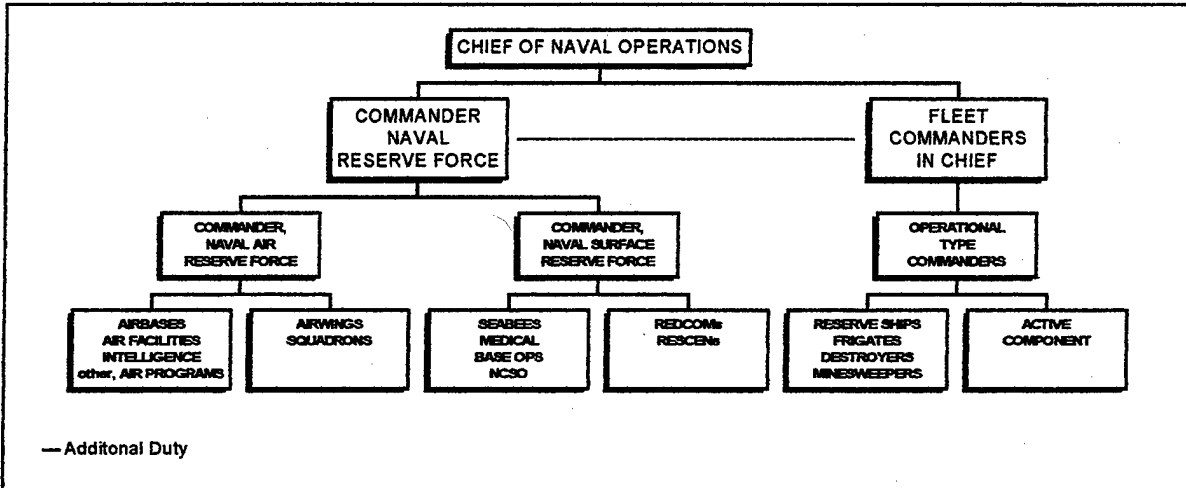 CHIEF OF NAVAL OPERATIONS
COMMANDER
NAVAL
RESERVE FORCE
FLEET
COMMANDERS
IN CHIEF
COMMANDER,
NAVAL AIR
RESERVE FORCE
COMMANDER,
NAVAL SURFACE
RESERVE FORCE
OPERATIONAL
TYPE
COMMANDERS
AIRBASES
AIR FACILITIES
INTELLIGENCE
other, AIR PROGRAMS
AIRWINGS
SQUADRONS
SEABEES
MEDICAL
BASE OPS
NCSO
REDCOMs
RESCENs
RESERVE SHIPS
FRIGATES
DESTROYERS
MINESWEEPERS
ACTIVE
COMPONENT
— Additonal Duty